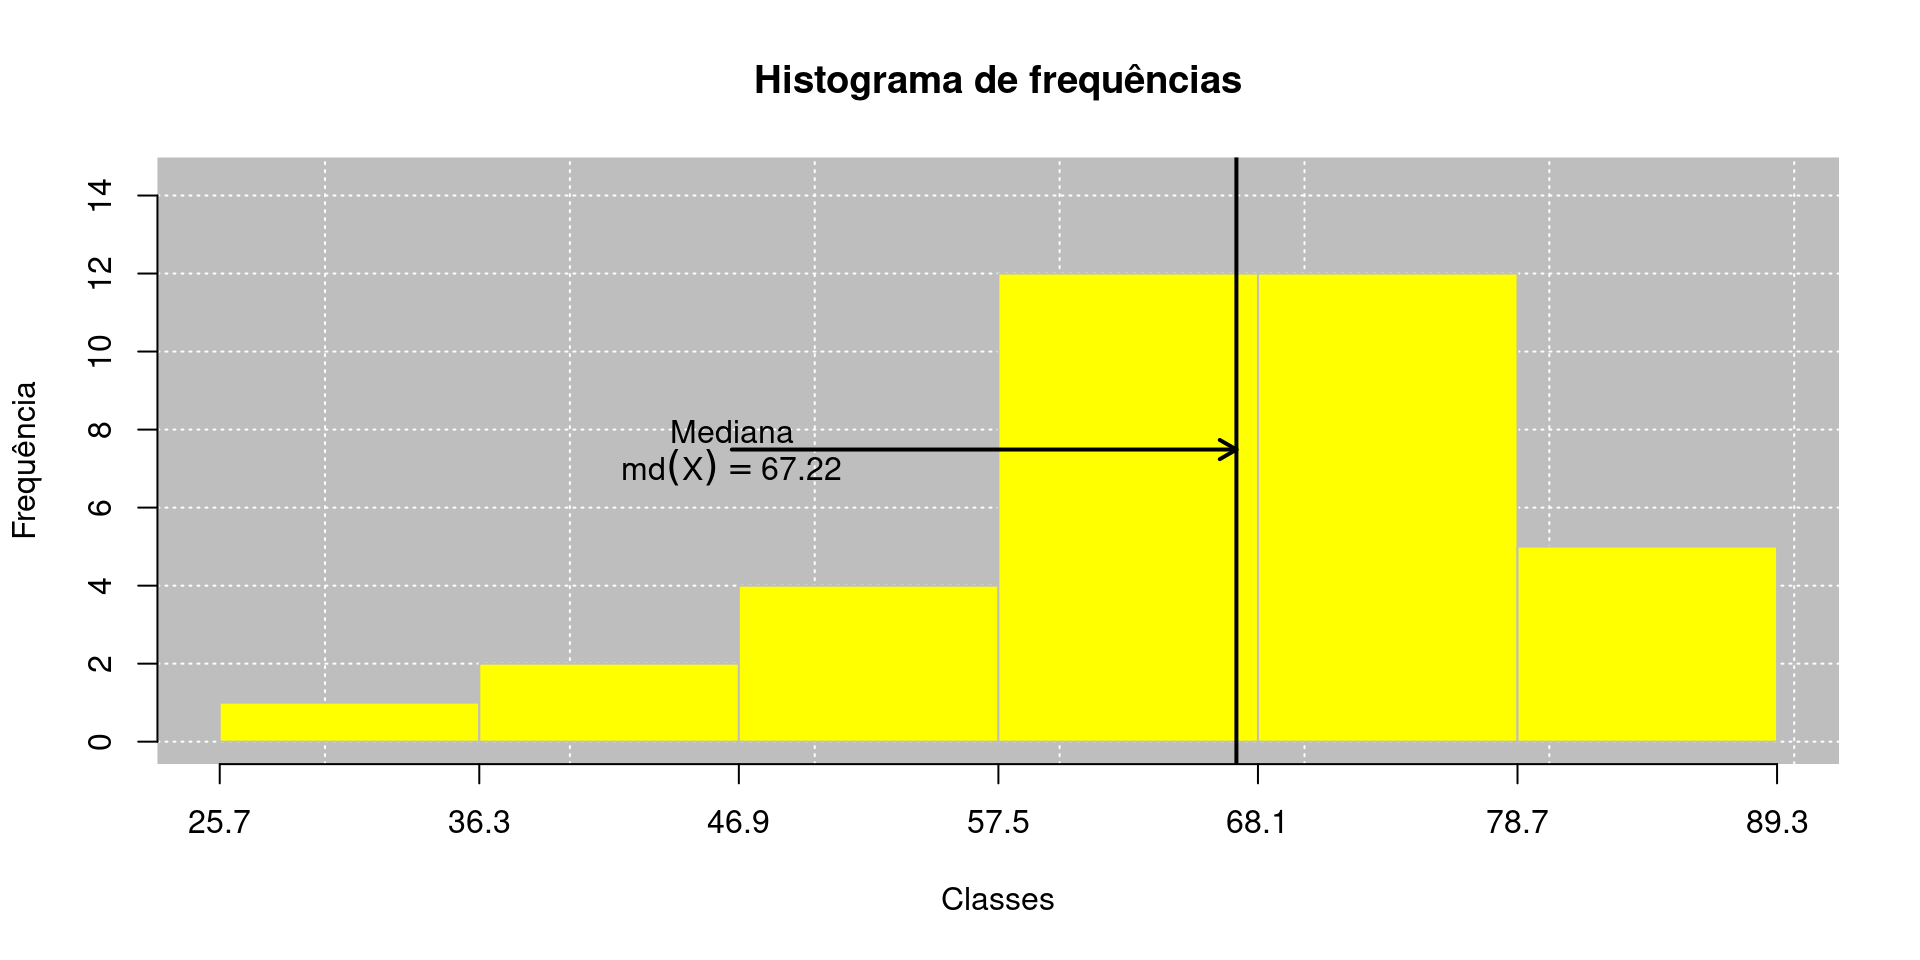 Histograma de frequências
Frequência
14
12
10
8
6
4
2
0
Mediana
md(X) = 67.22
25.7 36.3 46.9 57.5 68.1 78.7 89.3
Classes